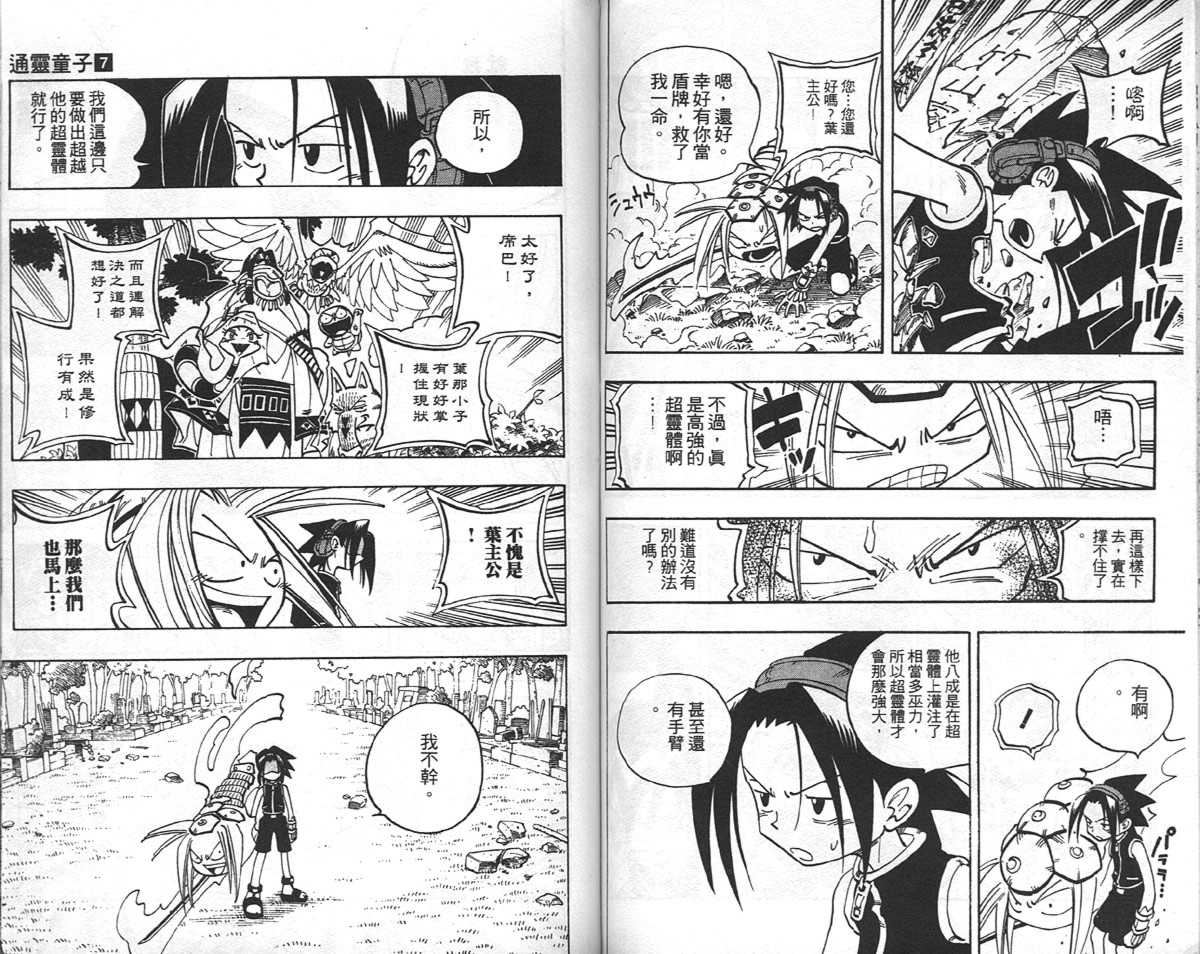 喀啊
…！
您…您還
好嗎？葉
主公！
嗯，還好。
幸好有你當
盾牌，救了
我一命。
シュウウ
唔…
不過，真
是高強的
超靈體啊
…！
再這樣下
去，實在
撐不住了
。
難道沒有
別的辦法
了嗎？
有啊
。
！
他八成是在超
靈體上灌注了
相當多巫力，
所以超靈體才
會那麼強大，
甚至還
有手臂
。
通靈童子7
所以，
我們這邊只
要做出超越
他的超靈體
就行了。
太好了，
席巴！
葉那小子
有好好掌
握住現狀
！
而且連解
決之道都
想好了！
果然是修
行有成！
不愧是
葉主公
！
那麼我們
也馬上…
我不幹。